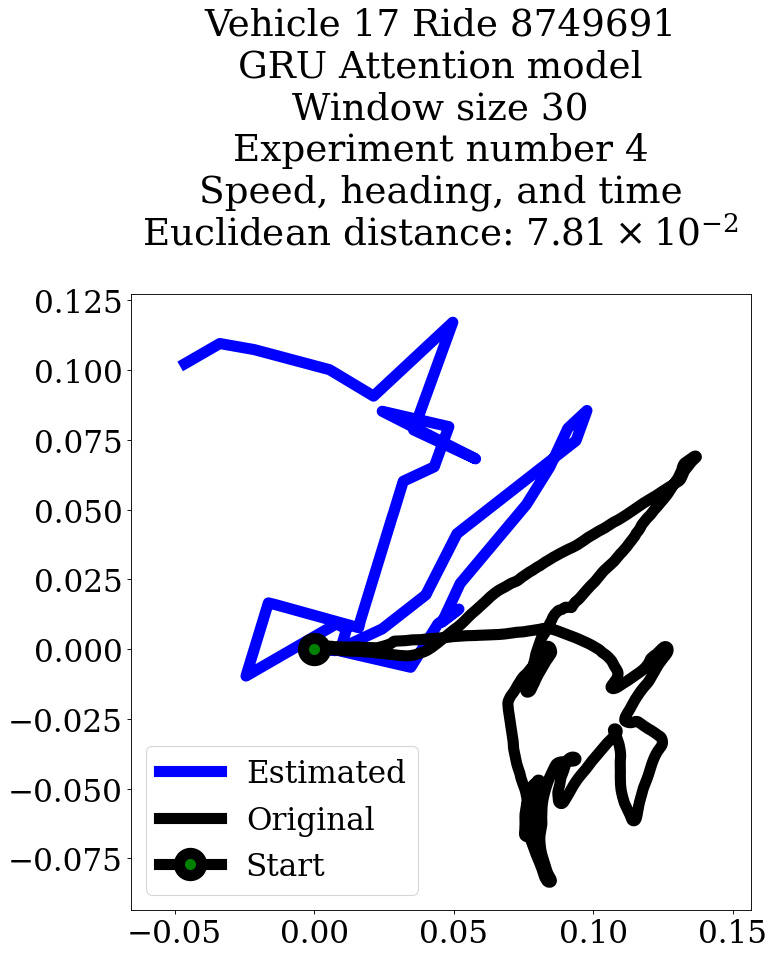 Vehicle 17 Ride 8749691
GRU Attention model
Window size 30
Experiment number 4
Speed, heading, and time
Euclidean distance: 7.81 × 10⁻²
0.125
0.100
0.075
0.050
0.025
0.000
−0.025
−0.050
−0.075
Estimated
Original
Start
−0.05 0.00 0.05 0.10 0.15